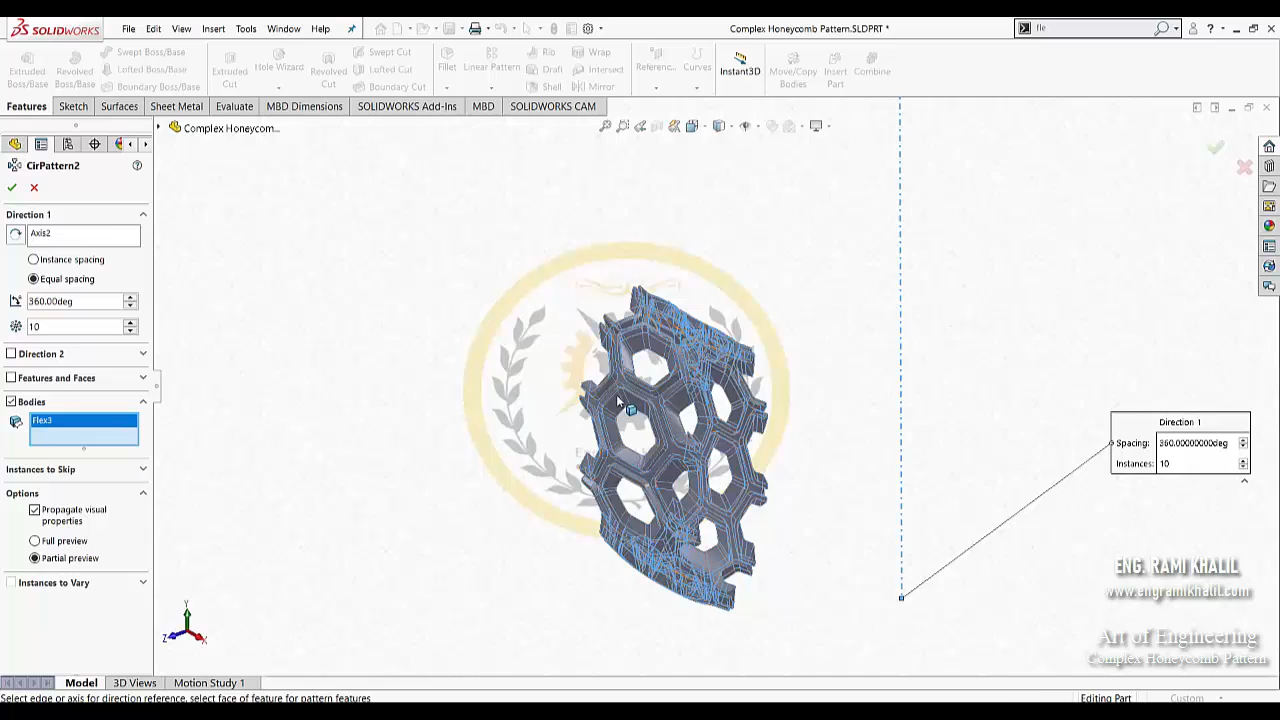 SOLIDWORKS File Edit View Insert Tools Window Help Complex Honeycomb Pattern.SLDPRT * fle
Extruded Boss/Base
Revolved Boss/Base
Swept Boss/Base
Lofted Boss/Base
Boundary Boss/Base
Extruded Cut
Hole Wizard
Revolved Cut
Swept Cut
Lofted Cut
Boundary Cut
Fillet
Linear Pattern
Rib
Draft
Shell
Wrap
Intersect
Mirror
Referenc...
Curves
Instant3D
Move/Copy Bodies
Insert Part
Combine
Features Sketch Surfaces Sheet Metal Evaluate MBD Dimensions SOLIDWORKS Add-Ins MBD SOLIDWORKS CAM
Complex Honeycom...
CirPattern2
Direction 1
Axis2
Instance spacing
Equal spacing
360.00deg
10
Direction 2
Features and Faces
Bodies
Flex3
Instances to Skip
Options
Propagate visual
properties
Full preview
Partial preview
Instances to Vary
Direction 1
Spacing: 360.00000000deg
Instances: 10
Y
Z
X
ENG. RAMI KHALIL
www.engramikhalil.com
Art of Engineering
Complex Honeycomb Pattern
Model 3D Views Motion Study 1
Select edge or axis for direction reference, select face of feature for pattern features Editing Part Custom